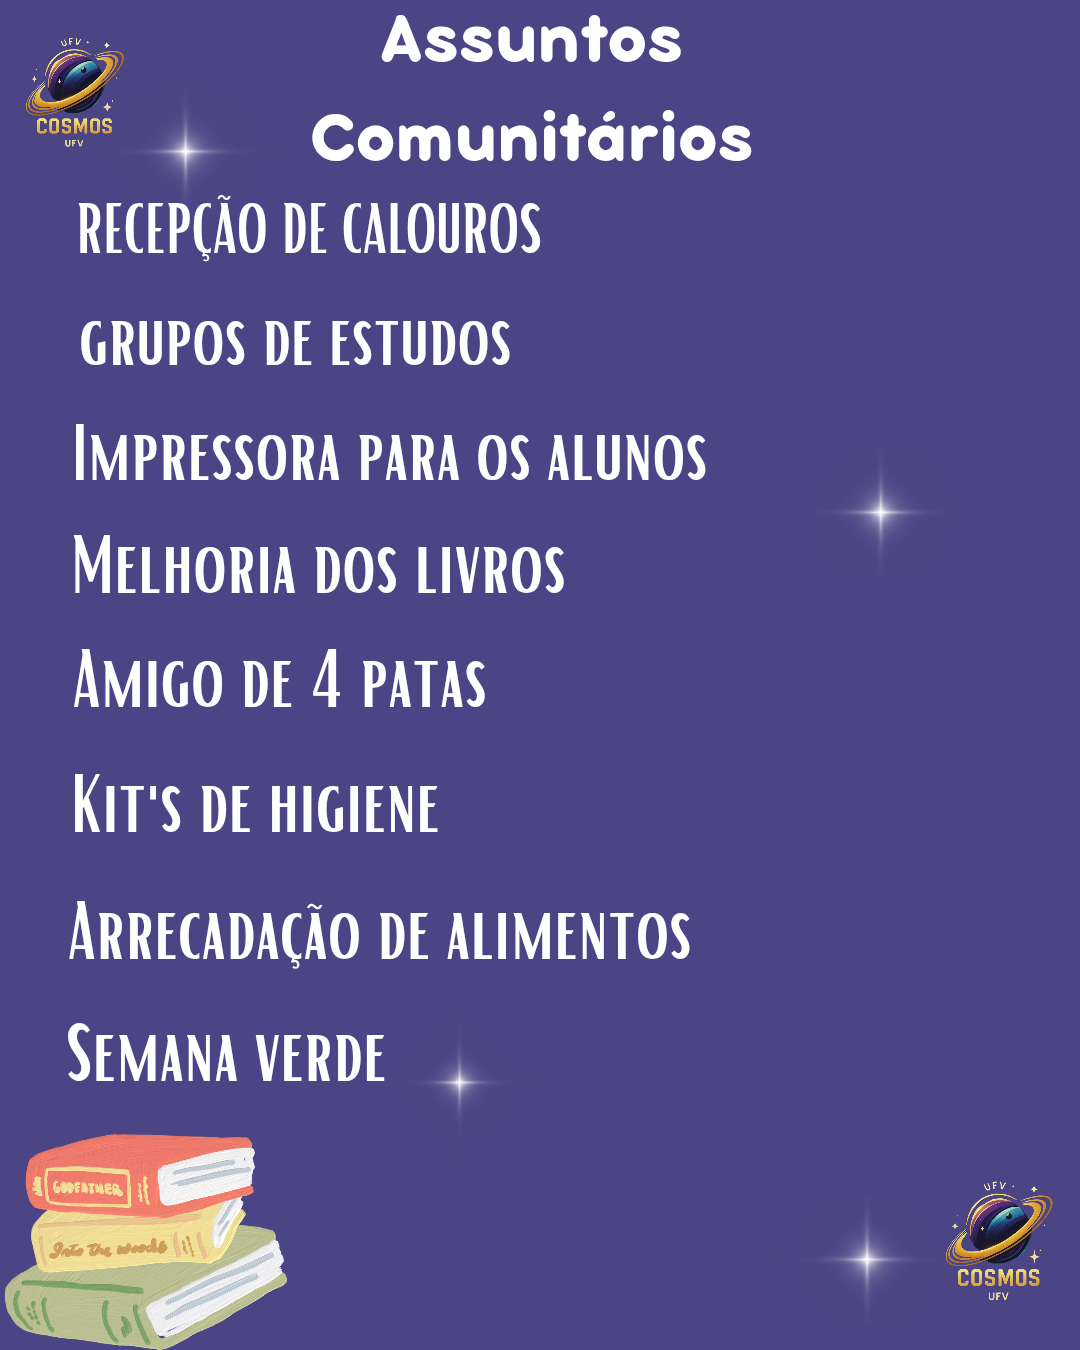 Assuntos
Comunitários
UFV
COSMOS
UFV
RECEPÇÃO DE CALOUROS
GRUPOS DE ESTUDOS
IMPRESSORA PARA OS ALUNOS
MELHORIA DOS LIVROS
AMIGO DE 4 PATAS
KIT'S DE HIGIENE
ARRECADAÇÃO DE ALIMENTOS
SEMANA VERDE
GODFATHER
Into the woods
UFV
COSMOS
UFV